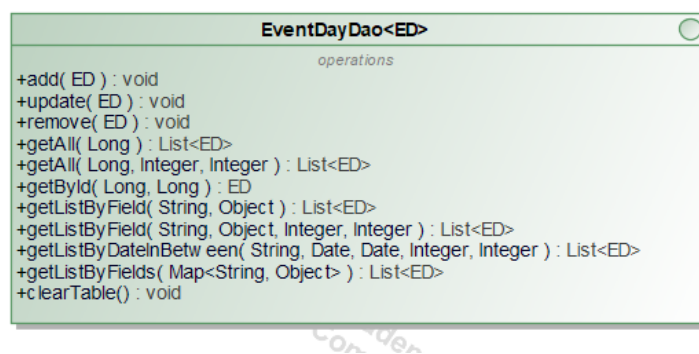 EventDayDao<ED>
operations
+add( ED ) : void
+update( ED ) : void
+remove( ED ) : void
+getAll( Long ) : List<ED>
+getAll( Long, Integer, Integer ) : List<ED>
+getById( Long, Long ) : ED
+getListByField( String, Object ) : List<ED>
+getListByField( String, Object, Integer, Integer ) : List<ED>
+getListByDateInBetw een( String, Date, Date, Integer, Integer ) : List<ED>
+getListByFields( Map<String, Object> ) : List<ED>
+clearTable() : void